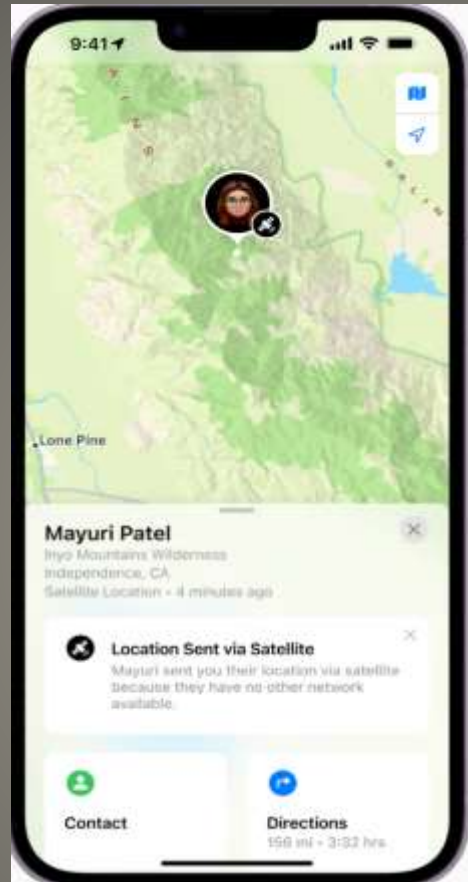 9:41
A
I
N
S
Lone Pine
Mayuri Patel
Inyo Mountains Wilderness
Independence, CA
Satellite Location • 4 minutes ago
Location Sent via Satellite
Mayuri sent you their location via satellite
because they have no other network
available.
Contact
Directions
156 mi • 3:32 hrs